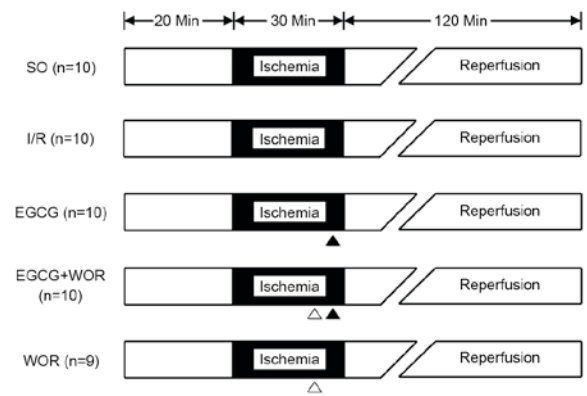 20 Min 30 Min 120 Min
SO (n=10) Ischemia Reperfusion
I/R (n=10) Ischemia Reperfusion
EGCG (n=10) Ischemia Reperfusion
EGCG+WOR
(n=10) Ischemia Reperfusion
WOR (n=9) Ischemia Reperfusion